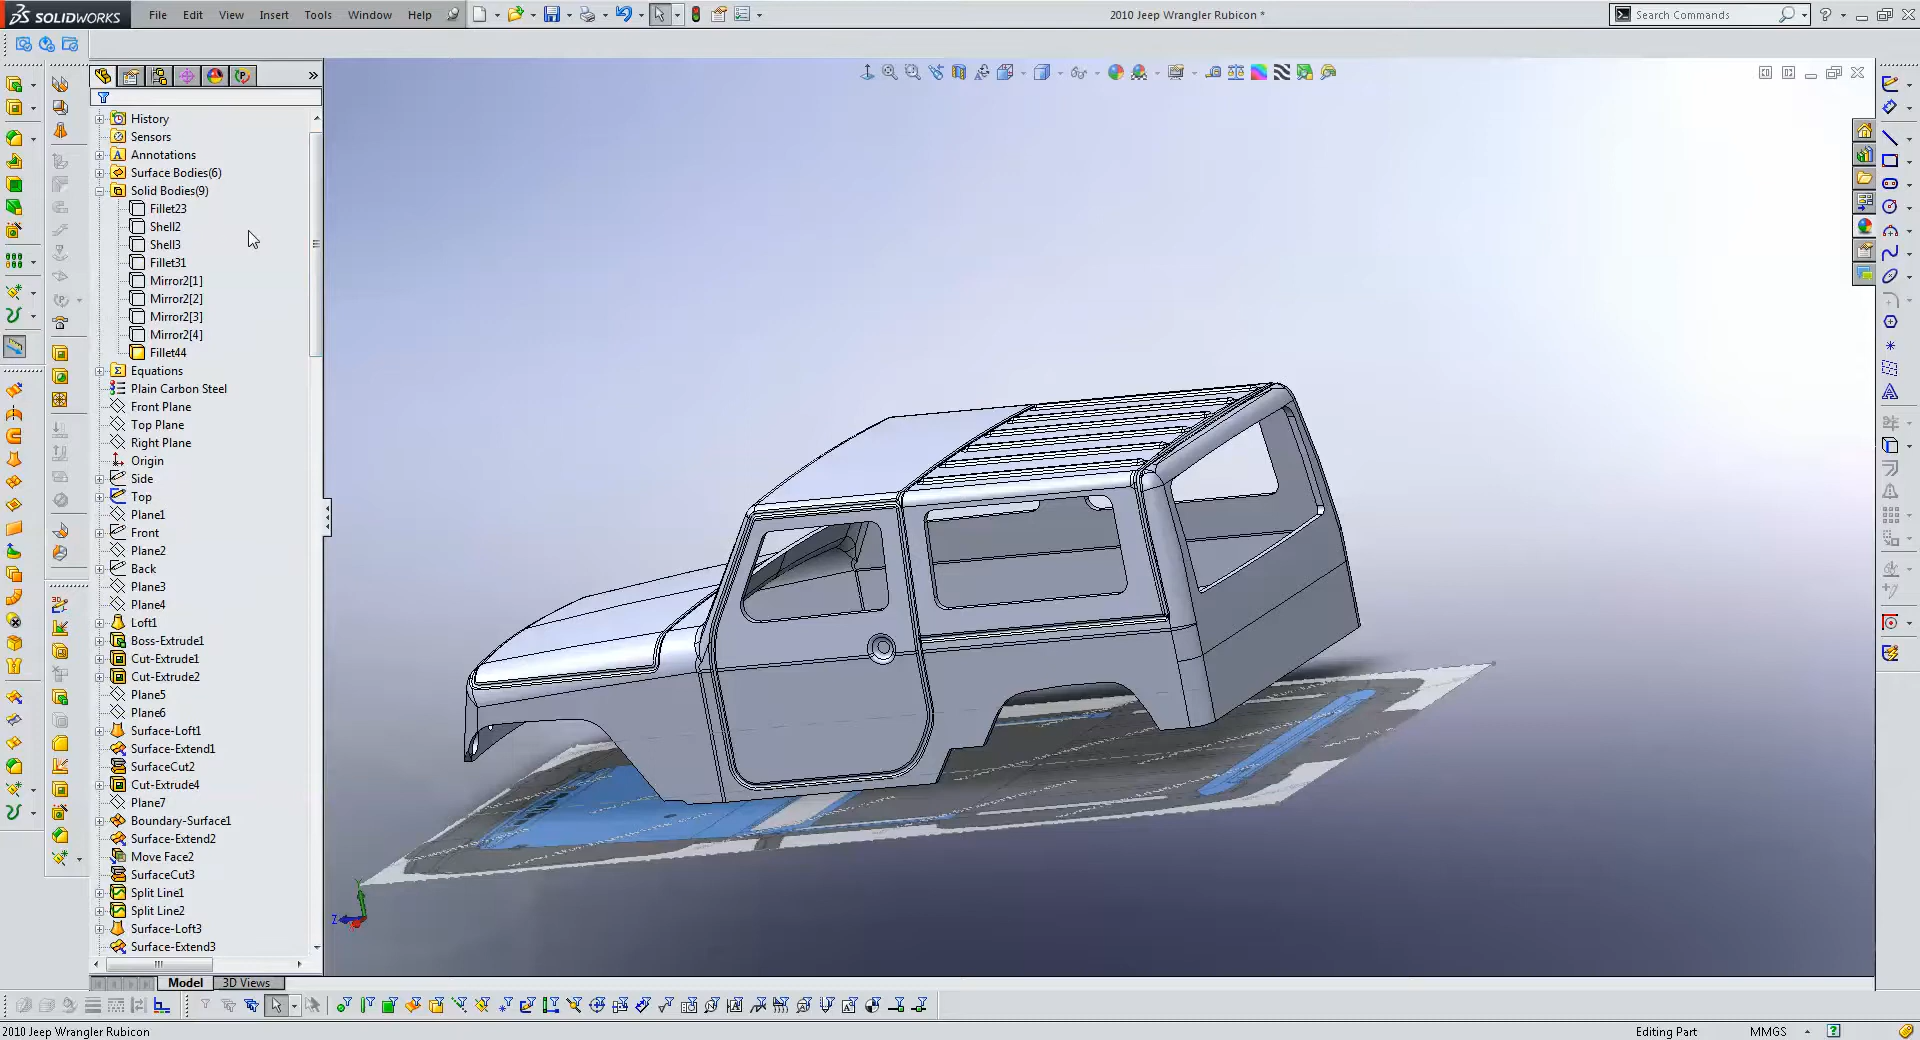 SOLIDWORKS
File Edit View Insert Tools Window Help
2010 Jeep Wrangler Rubicon *
Search Commands
History
Sensors
Annotations
Surface Bodies(6)
Solid Bodies(9)
Fillet23
Shell2
Shell3
Fillet31
Mirror2[1]
Mirror2[2]
Mirror2[3]
Mirror2[4]
Fillet44
Equations
Plain Carbon Steel
Front Plane
Top Plane
Right Plane
Origin
Side
Top
Plane1
Front
Plane2
Back
Plane3
Plane4
Loft1
Boss-Extrude1
Cut-Extrude1
Cut-Extrude2
Plane5
Plane6
Surface-Loft1
Surface-Extend1
SurfaceCut2
Cut-Extrude4
Plane7
Boundary-Surface1
Surface-Extend2
Move Face2
SurfaceCut3
Split Line1
Split Line2
Surface-Loft3
Surface-Extend3
Z
Model 3D Views
2010 Jeep Wrangler Rubicon
Editing Part
MMGS